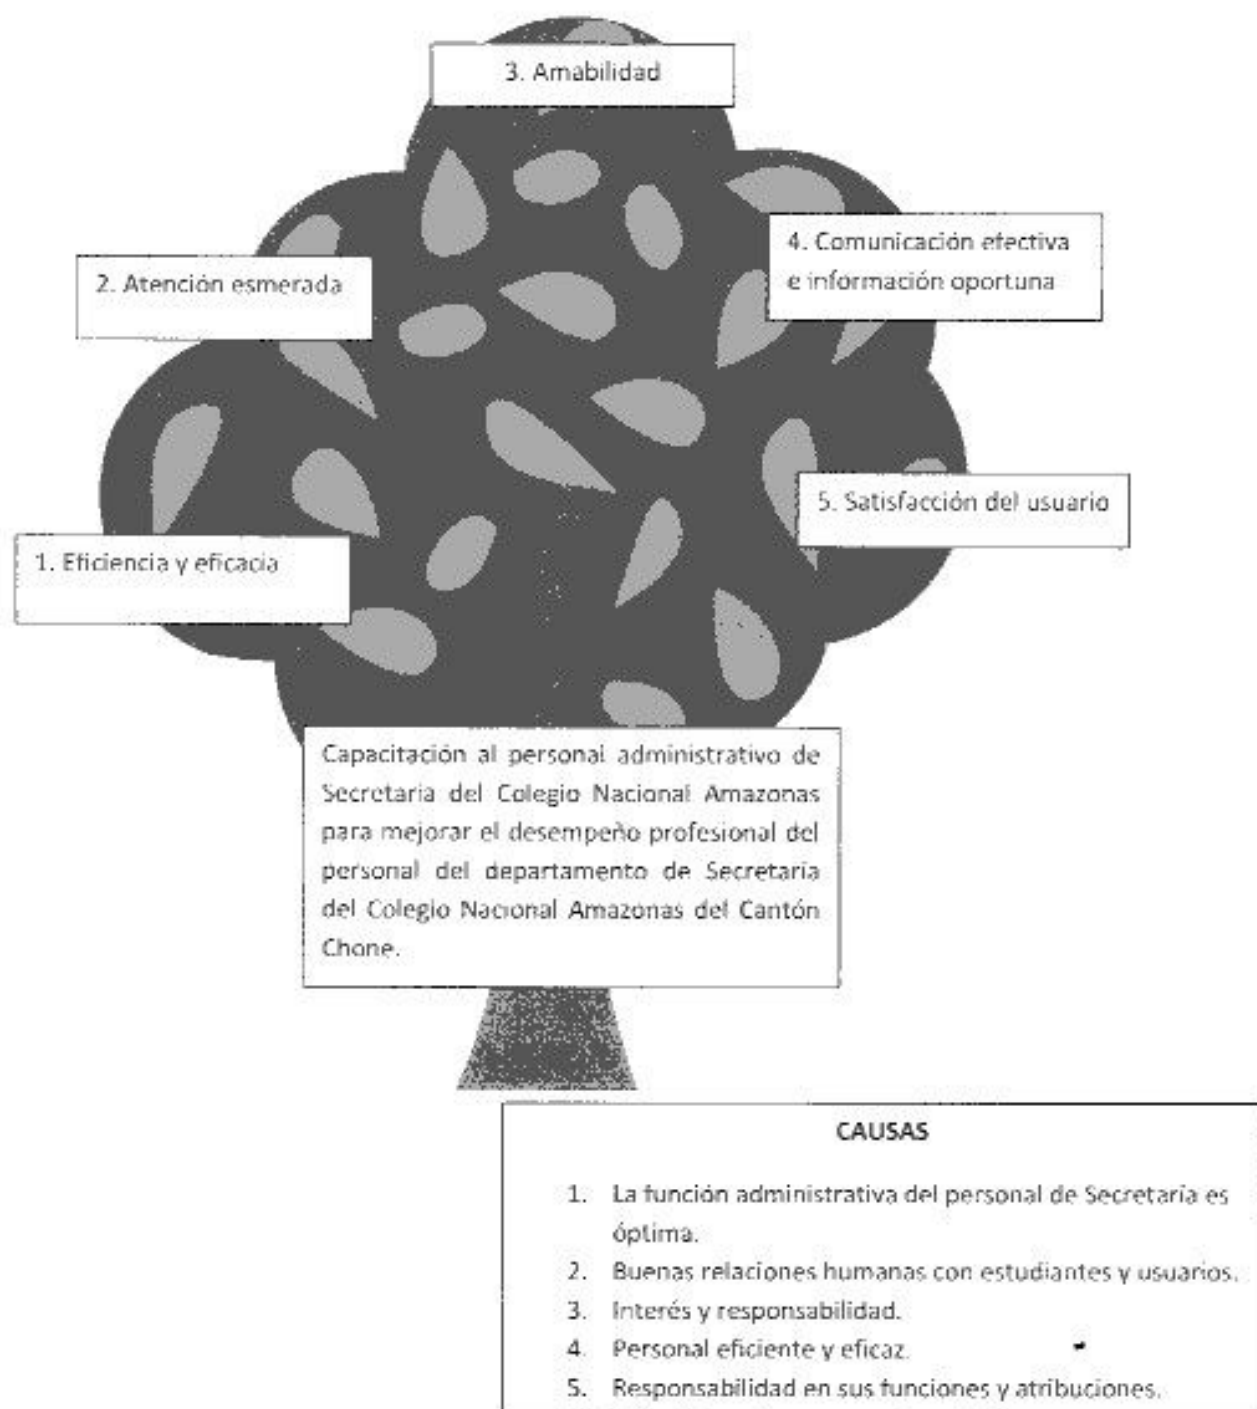 3. Amabilidad
4. Comunicación efectiva
e información oportuna
2. Atención esmerada
5. Satisfacción del usuario
1. Eficiencia y eficacia
Capacitación al personal administrativo de
Secretaria del Colegio Nacional Amazonas
para mejorar el desempeño profesional del
personal del departamento de Secretaría
del Colegio Nacional Amazonas del Cantón
Chone.
CAUSAS
1. La función administrativa del personal de Secretaría es
óptima.
2. Buenas relaciones humanas con estudiantes y usuarios.
3. Interés y responsabilidad.
4. Personal eficiente y eficaz.
5. Responsabilidad en sus funciones y atribuciones.